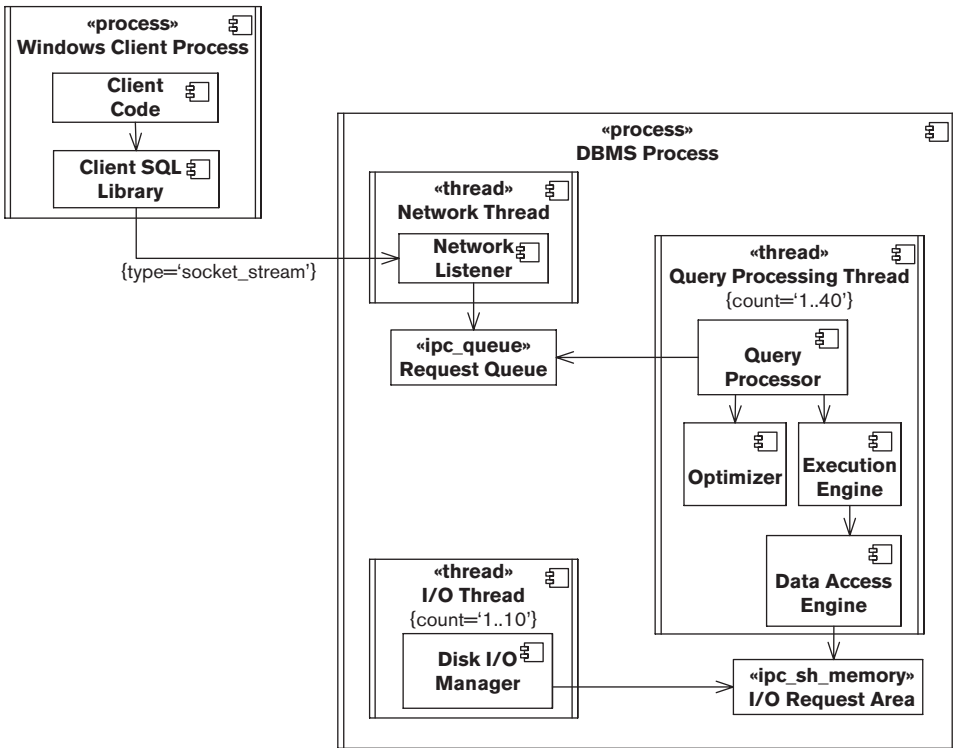 «process»
Windows Client Process
Client
Code
Client SQL
Library
{type=‘socket_stream’}
«process»
DBMS Process
«thread»
Network Thread
Network
Listener
«ipc_queue»
Request Queue
«thread»
Query Processing Thread
{count=‘1..40’}
Query
Processor
Optimizer
Execution
Engine
Data Access
Engine
«thread»
I/O Thread
{count=‘1..10’}
Disk I/O
Manager
«ipc_sh_memory»
I/O Request Area